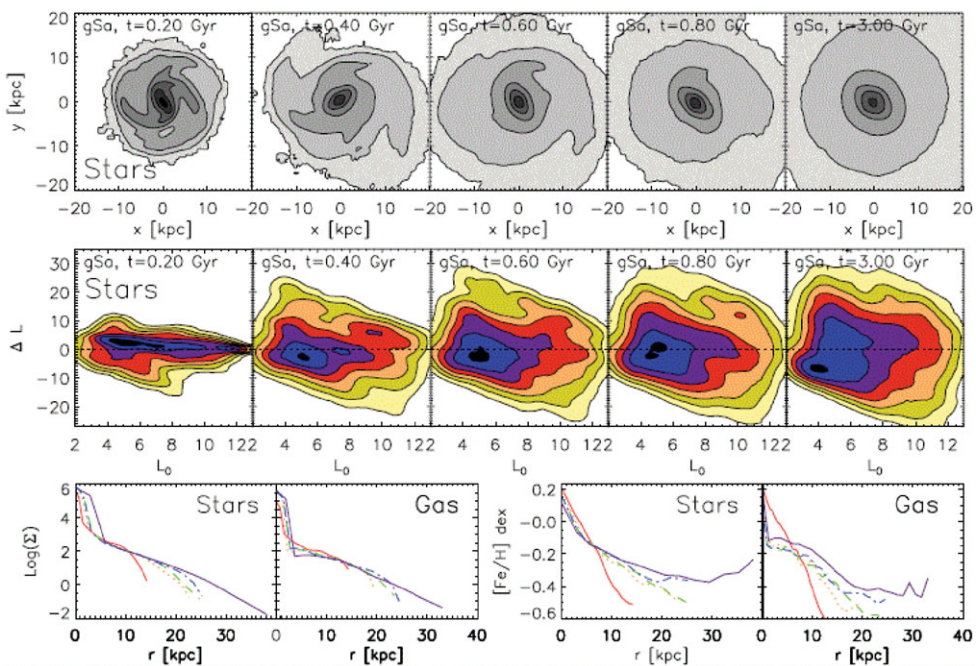 gSa, t=0.20 Gyr gSa, t=0.40 Gyr gSa, t=0.60 Gyr gSa, t=0.80 Gyr gSa, t=3.00 Gyr
20
10
0
-10
-20
y [kpc]
Stars
-20 -10 0 10 -20 -10 0 10 -20 -10 0 10 -20 -10 0 10 -20 -10 0 10 20
x [kpc] x [kpc] x [kpc] x [kpc] x [kpc]
gSa, t=0.20 Gyr gSa, t=0.40 Gyr gSa, t=0.60 Gyr gSa, t=0.80 Gyr gSa, t=3.00 Gyr
Stars
30
20
10
0
-10
-20
Δ L
2 4 6 8 10 122 4 6 8 10 122 4 6 8 10 122 4 6 8 10 122 4 6 8 10 12
L0 L0 L0 L0 L0
Stars Gas Stars Gas
6
4
2
0
-2
Log(Σ)
0.2
-0.0
-0.2
-0.4
-0.6
[Fe/H] dex
0 10 20 30 0 10 20 30 40 0 10 20 30 0 10 20 30 40
r [kpc] r [kpc] r [kpc] r [kpc]